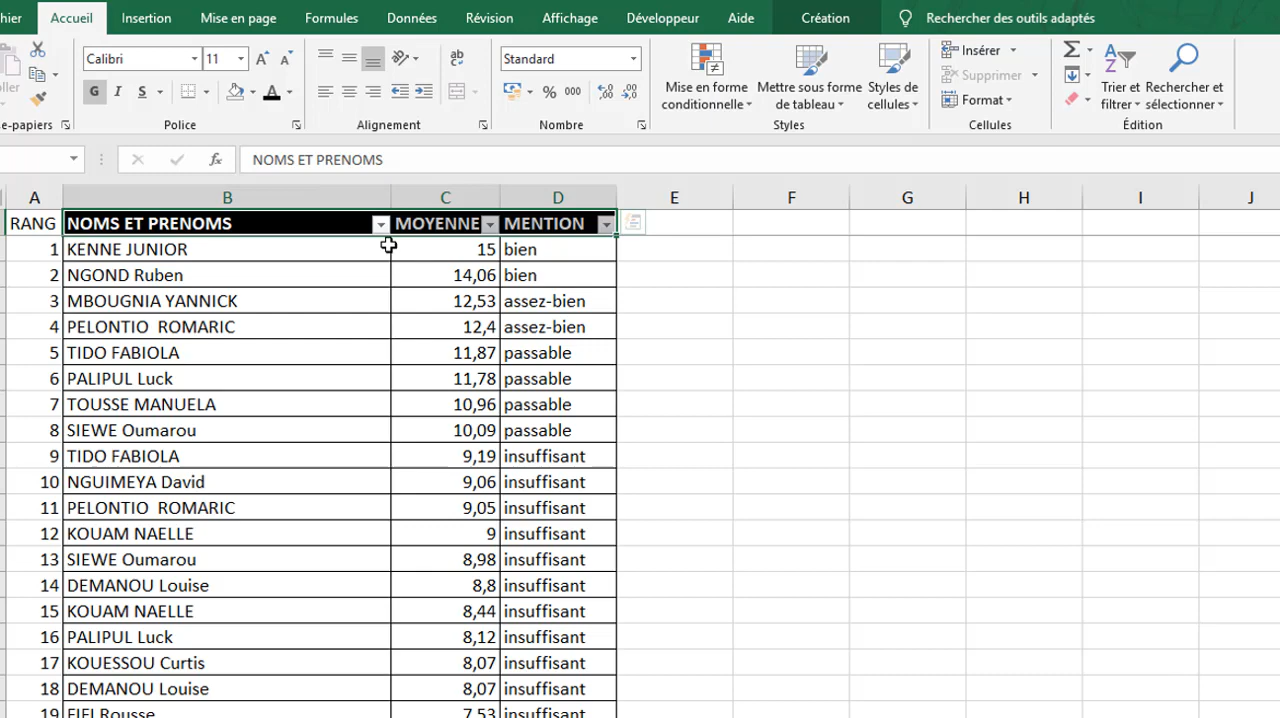 hier Accueil Insertion Mise en page Formules Données Révision Affichage Développeur Aide Création Rechercher des outils adaptés
Calibri 11 Standard Insérer
Mise en forme Mettre sous forme Styles de Supprimer Trier et Rechercher et
oller G I S % 000 conditionnelle de tableau cellules Format filtrer sélectionner
e-papiers Police Alignement Nombre Styles Cellules Édition
fx NOMS ET PRENOMS
A B C D E F G H I J
RANG NOMS ET PRENOMS MOYENNE MENTION
1 KENNE JUNIOR 15 bien
2 NGOND Ruben 14,06 bien
3 MBOUGNIA YANNICK 12,53 assez-bien
4 PELONTIO  ROMARIC 12,4 assez-bien
5 TIDO FABIOLA 11,87 passable
6 PALIPUL Luck 11,78 passable
7 TOUSSE MANUELA 10,96 passable
8 SIEWE Oumarou 10,09 passable
9 TIDO FABIOLA 9,19 insuffisant
10 NGUIMEYA David 9,06 insuffisant
11 PELONTIO  ROMARIC 9,05 insuffisant
12 KOUAM NAELLE 9 insuffisant
13 SIEWE Oumarou 8,98 insuffisant
14 DEMANOU Louise 8,8 insuffisant
15 KOUAM NAELLE 8,44 insuffisant
16 PALIPUL Luck 8,12 insuffisant
17 KOUESSOU Curtis 8,07 insuffisant
18 DEMANOU Louise 8,07 insuffisant
19 7,53 insuffisant